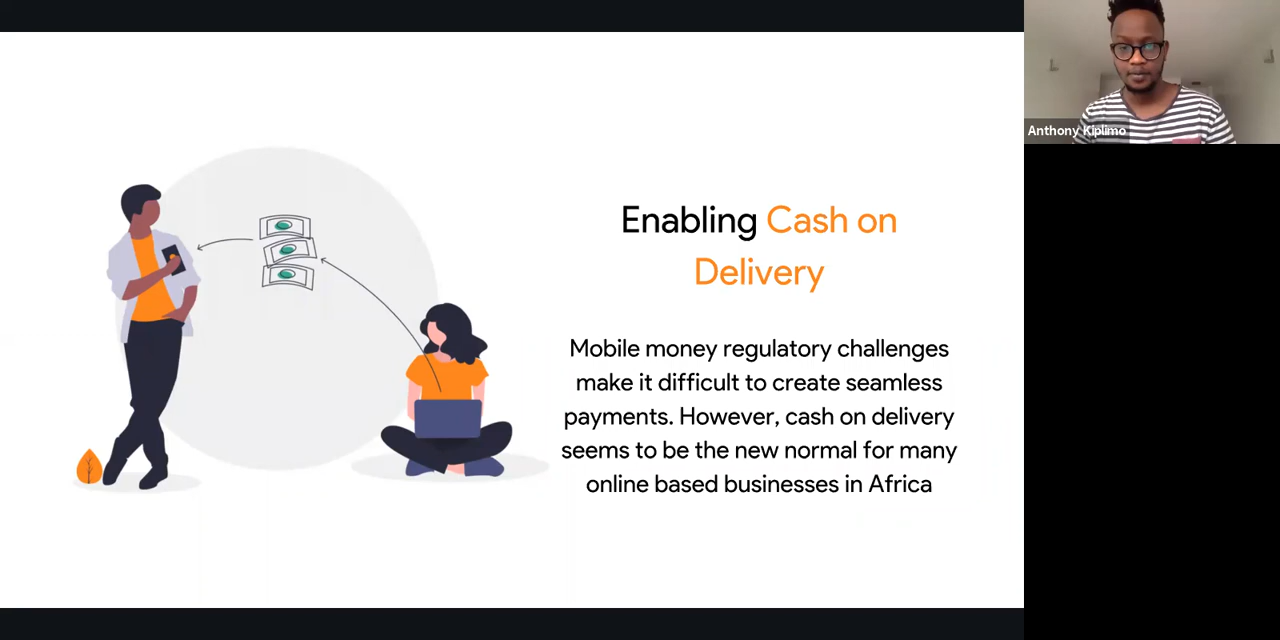 Enabling Cash on
Delivery
Mobile money regulatory challenges
make it difficult to create seamless
payments. However, cash on delivery
seems to be the new normal for many
online based businesses in Africa
Anthony Kiplimo